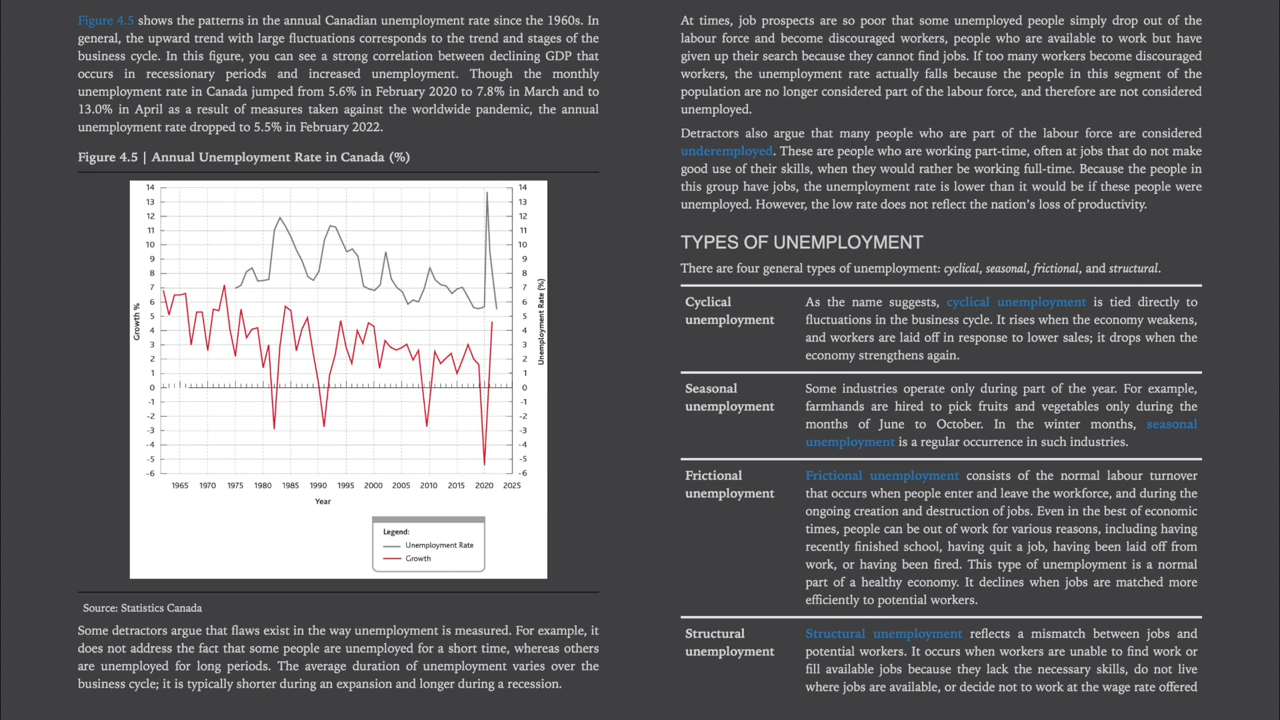 Figure 4.5 shows the patterns in the annual Canadian unemployment rate since the 1960s. In
general, the upward trend with large fluctuations corresponds to the trend and stages of the
business cycle. In this figure, you can see a strong correlation between declining GDP that
occurs in recessionary periods and increased unemployment. Though the monthly
unemployment rate in Canada jumped from 5.6% in February 2020 to 7.8% in March and to
13.0% in April as a result of measures taken against the worldwide pandemic, the annual
unemployment rate dropped to 5.5% in February 2022.
Figure 4.5 | Annual Unemployment Rate in Canada (%)
14 14
13 13
12 12
11 11
10 10
9 9
8 8
7 7
6 6
5 5
4 4
3 3
2 2
1 1
0 0
-1 -1
-2 -2
-3 -3
-4 -4
-5 -5
-6 -6
Growth %
Unemployment Rate (%)
1965 1970 1975 1980 1985 1990 1995 2000 2005 2010 2015 2020 2025
Year
Legend:
Unemployment Rate
Growth
Source: Statistics Canada
Some detractors argue that flaws exist in the way unemployment is measured. For example, it
does not address the fact that some people are unemployed for a short time, whereas others
are unemployed for long periods. The average duration of unemployment varies over the
business cycle; it is typically shorter during an expansion and longer during a recession.
At times, job prospects are so poor that some unemployed people simply drop out of the
labour force and become discouraged workers, people who are available to work but have
given up their search because they cannot find jobs. If too many workers become discouraged
workers, the unemployment rate actually falls because the people in this segment of the
population are no longer considered part of the labour force, and therefore are not considered
unemployed.
Detractors also argue that many people who are part of the labour force are considered
underemployed. These are people who are working part-time, often at jobs that do not make
good use of their skills, when they would rather be working full-time. Because the people in
this group have jobs, the unemployment rate is lower than it would be if these people were
unemployed. However, the low rate does not reflect the nation's loss of productivity.
TYPES OF UNEMPLOYMENT
There are four general types of unemployment: cyclical, seasonal, frictional, and structural.
Cyclical
unemployment
As the name suggests, cyclical unemployment is tied directly to
fluctuations in the business cycle. It rises when the economy weakens,
and workers are laid off in response to lower sales; it drops when the
economy strengthens again.
Seasonal
unemployment
Some industries operate only during part of the year. For example,
farmhands are hired to pick fruits and vegetables only during the
months of June to October. In the winter months, seasonal
unemployment is a regular occurrence in such industries.
Frictional
unemployment
Frictional unemployment consists of the normal labour turnover
that occurs when people enter and leave the workforce, and during the
ongoing creation and destruction of jobs. Even in the best of economic
times, people can be out of work for various reasons, including having
recently finished school, having quit a job, having been laid off from
work, or having been fired. This type of unemployment is a normal
part of a healthy economy. It declines when jobs are matched more
efficiently to potential workers.
Structural
unemployment
Structural unemployment reflects a mismatch between jobs and
potential workers. It occurs when workers are unable to find work or
fill available jobs because they lack the necessary skills, do not live
where jobs are available, or decide not to work at the wage rate offered